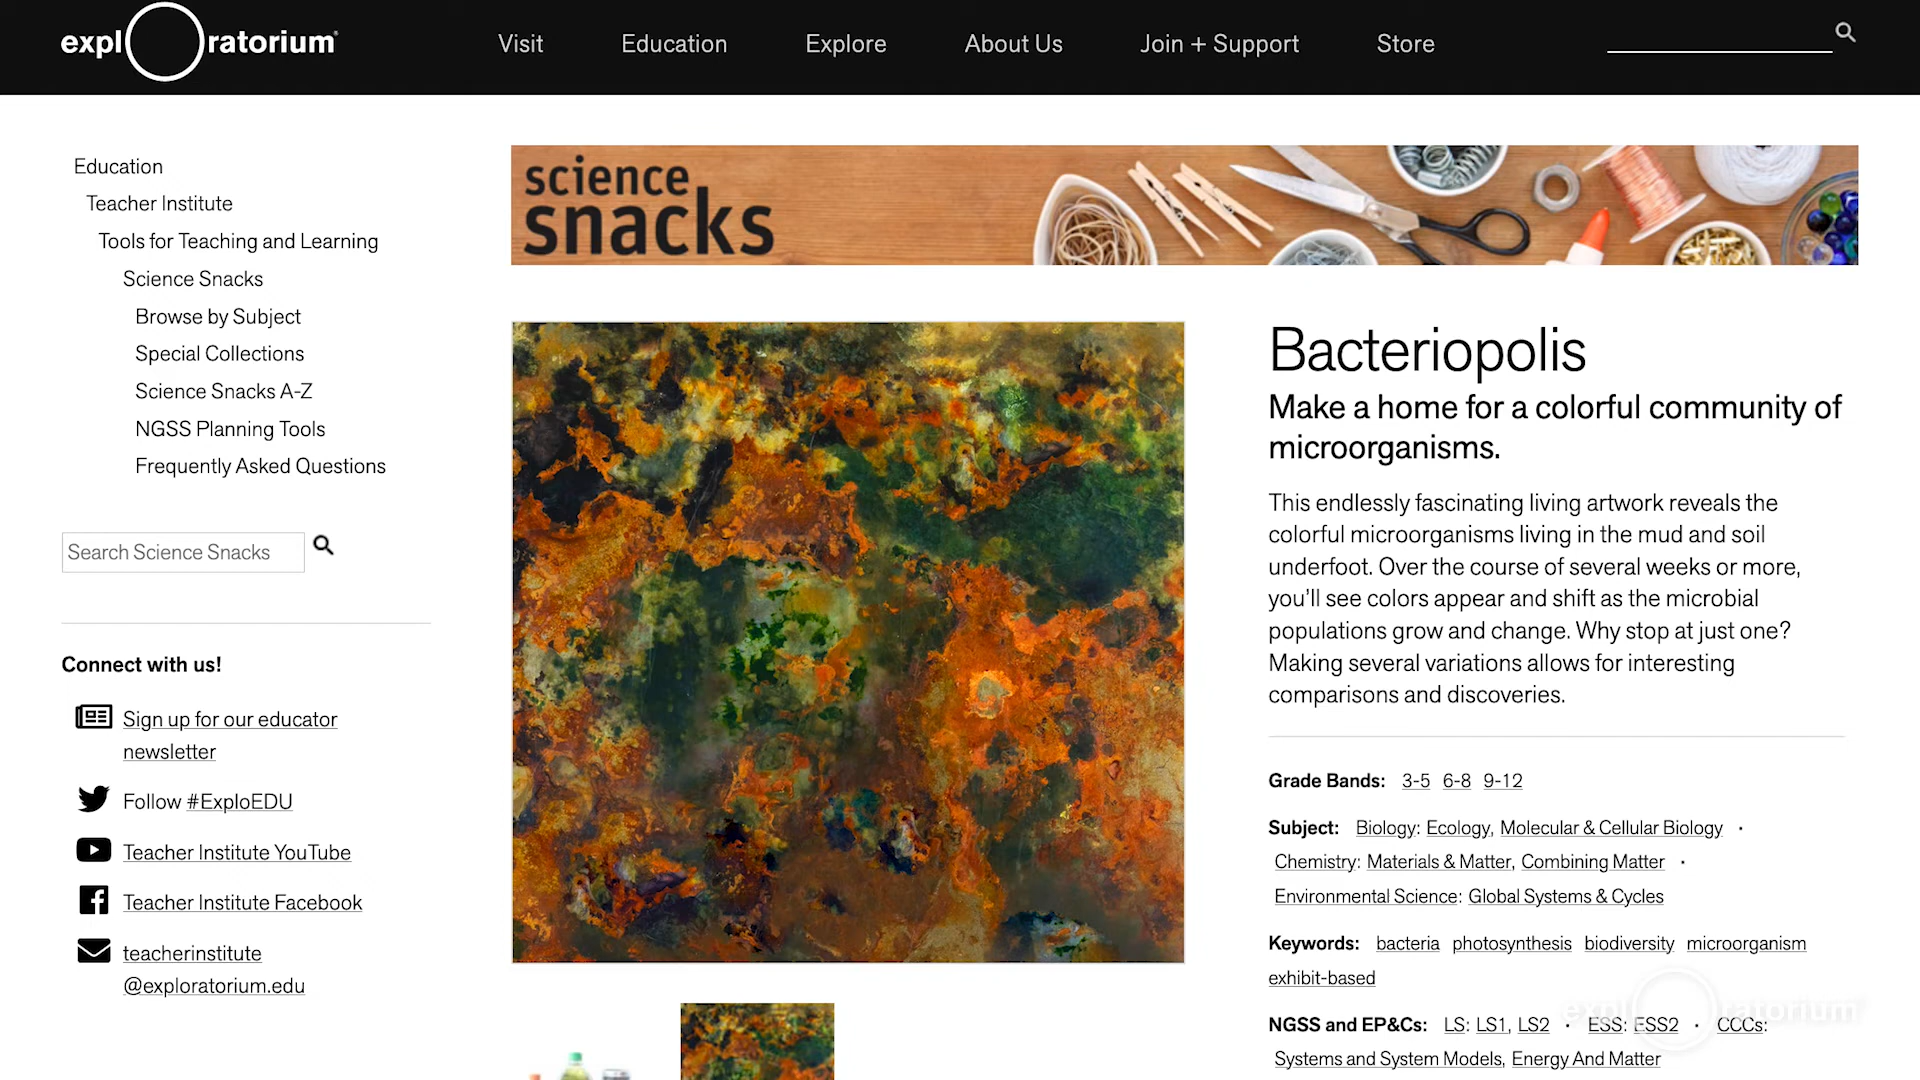 expl ratorium
Visit
Education
Explore
About Us
Join + Support
Store
Education
Teacher Institute
Tools for Teaching and Learning
Science Snacks
Browse by Subject
Special Collections
Science Snacks A-Z
NGSS Planning Tools
Frequently Asked Questions
Search Science Snacks
Connect with us!
Sign up for our educator
newsletter
Follow #ExploEDU
Teacher Institute YouTube
Teacher Institute Facebook
teacherinstitute
@exploratorium.edu
science
snacks
Bacteriopolis
Make a home for a colorful community of
microorganisms.
This endlessly fascinating living artwork reveals the
colorful microorganisms living in the mud and soil
underfoot. Over the course of several weeks or more,
you’ll see colors appear and shift as the microbial
populations grow and change. Why stop at just one?
Making several variations allows for interesting
comparisons and discoveries.
Grade Bands: 3-5 6-8 9-12
Subject: Biology: Ecology, Molecular & Cellular Biology ·
Chemistry: Materials & Matter, Combining Matter ·
Environmental Science: Global Systems & Cycles
Keywords: bacteria photosynthesis biodiversity microorganism
exhibit-based
NGSS and EP&Cs: LS: LS1, LS2 · ESS: ESS2 · CCCs:
Systems and System Models, Energy And Matter
expl ratorium